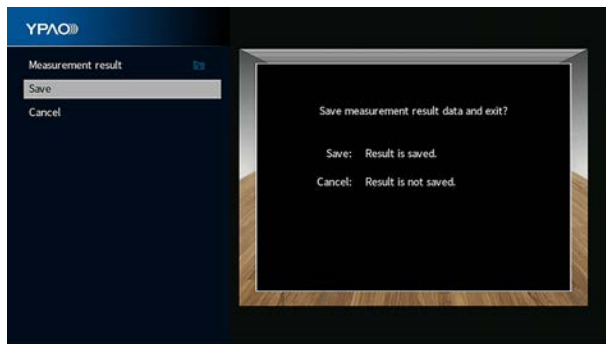 YPAO
Measurement result
Save
Cancel
Save measurement result data and exit?
Save: Result is saved.
Cancel: Result is not saved.